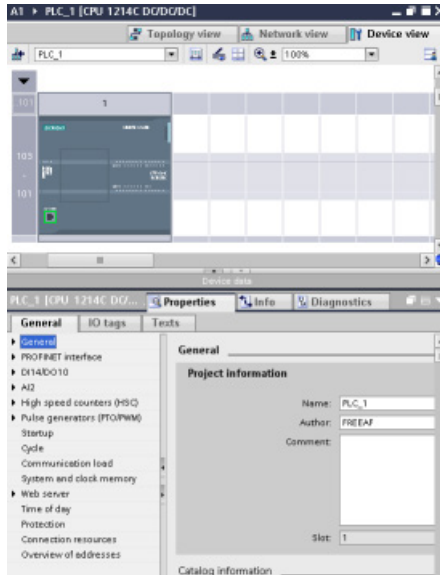 A1 ▸ PLC_1 [CPU 1214C DC/DC/DC]
Topology view
Network view
Device view
PLC_1
100%
101
1
103
101
SIEMENS
Device data
PLC_1 [CPU 1214C DC/...
Properties
Info
Diagnostics
General
IO tags
Texts
General
PROFINET interface
DI14/DO10
AI2
High speed counters (HSC)
Pulse generators (PTO/PWM)
Startup
Cycle
Communication load
System and clock memory
Web server
Time of day
Protection
Connection resources
Overview of addresses
General
Project information
Name: PLC_1
Author: FREEAF
Comment:
Slot: 1
Catalog information